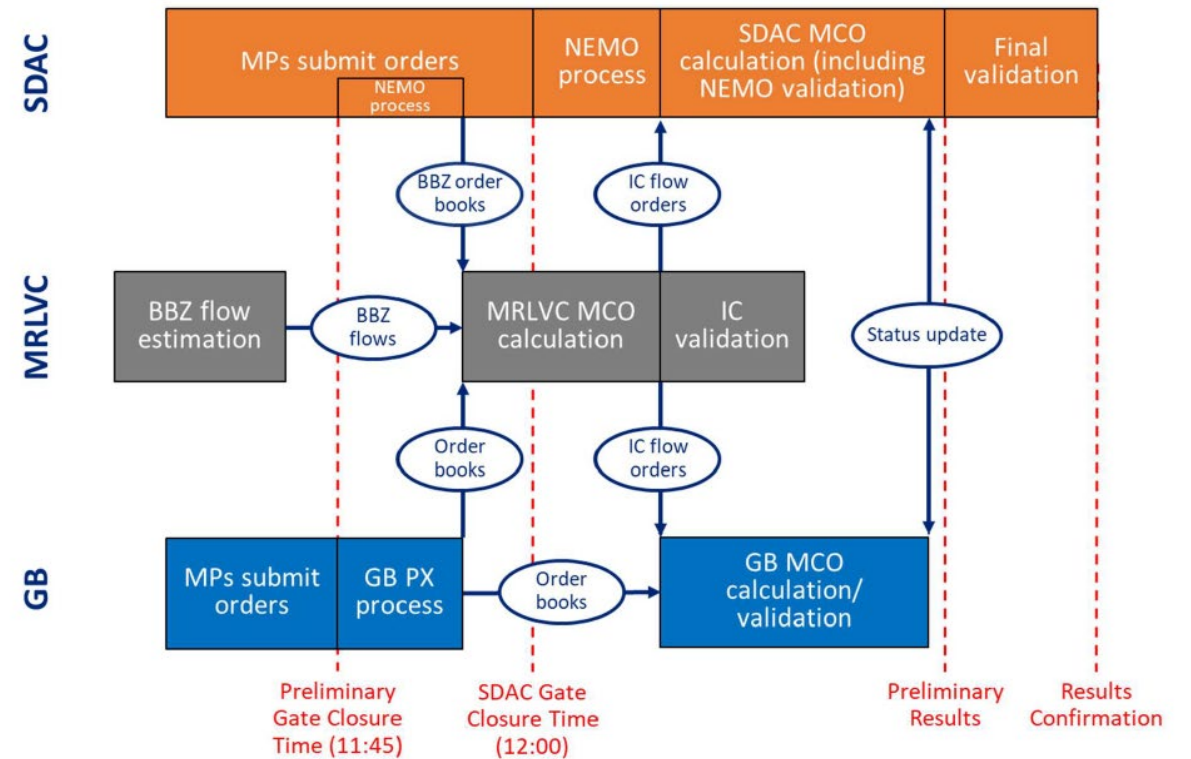 SDAC
MPs submit orders
NEMO
process
NEMO
process
SDAC MCO
calculation (including
NEMO validation)
Final
validation
BBZ order
books
IC flow
orders
MRLVC
BBZ flow
estimation
BBZ
flows
MRLVC MCO
calculation
IC
validation
Status update
Order
books
IC flow
orders
GB
MPs submit
orders
GB PX
process
Order
books
GB MCO
calculation/
validation
Preliminary
Gate Closure
Time (11:45)
SDAC Gate
Closure Time
(12:00)
Preliminary
Results
Results
Confirmation